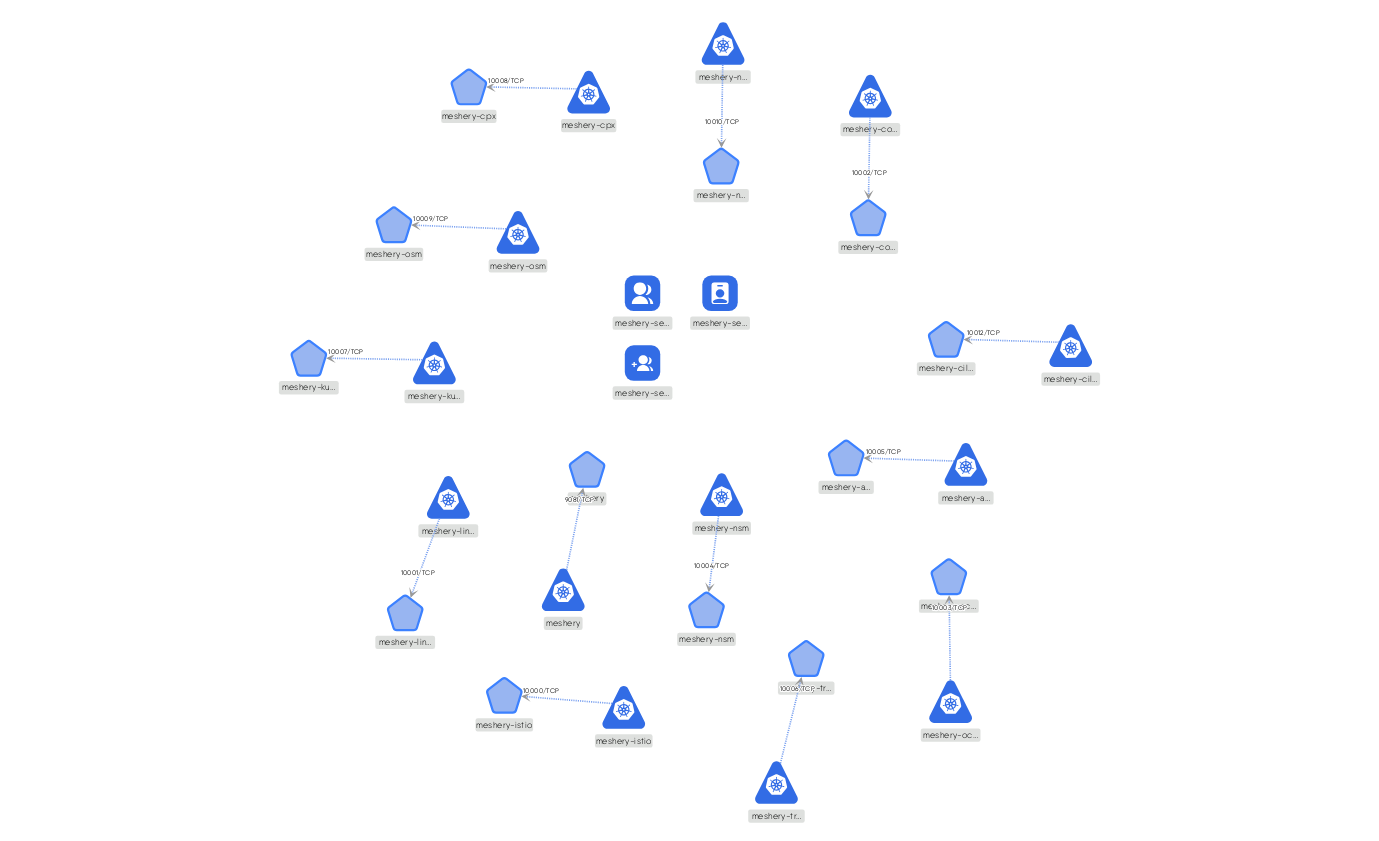 meshery-n...
10008/TCP
meshery-cpx
meshery-cpx
10010/TCP
meshery-co...
10002/TCP
meshery-n...
10009/TCP
meshery-osm
meshery-osm
meshery-co...
meshery-se...
meshery-se...
10012/TCP
10007/TCP
meshery-cil...
meshery-cil...
meshery-ku...
meshery-ku...
meshery-se...
10005/TCP
meshery-a...
meshery-a...
9081/TCP
meshery-lin...
meshery-nsm
10004/TCP
10001/TCP
10003/TCP
meshery
meshery-lin...
meshery-nsm
10006/TCP
10000/TCP
meshery-istio
meshery-istio
meshery-oc...
meshery-tr...